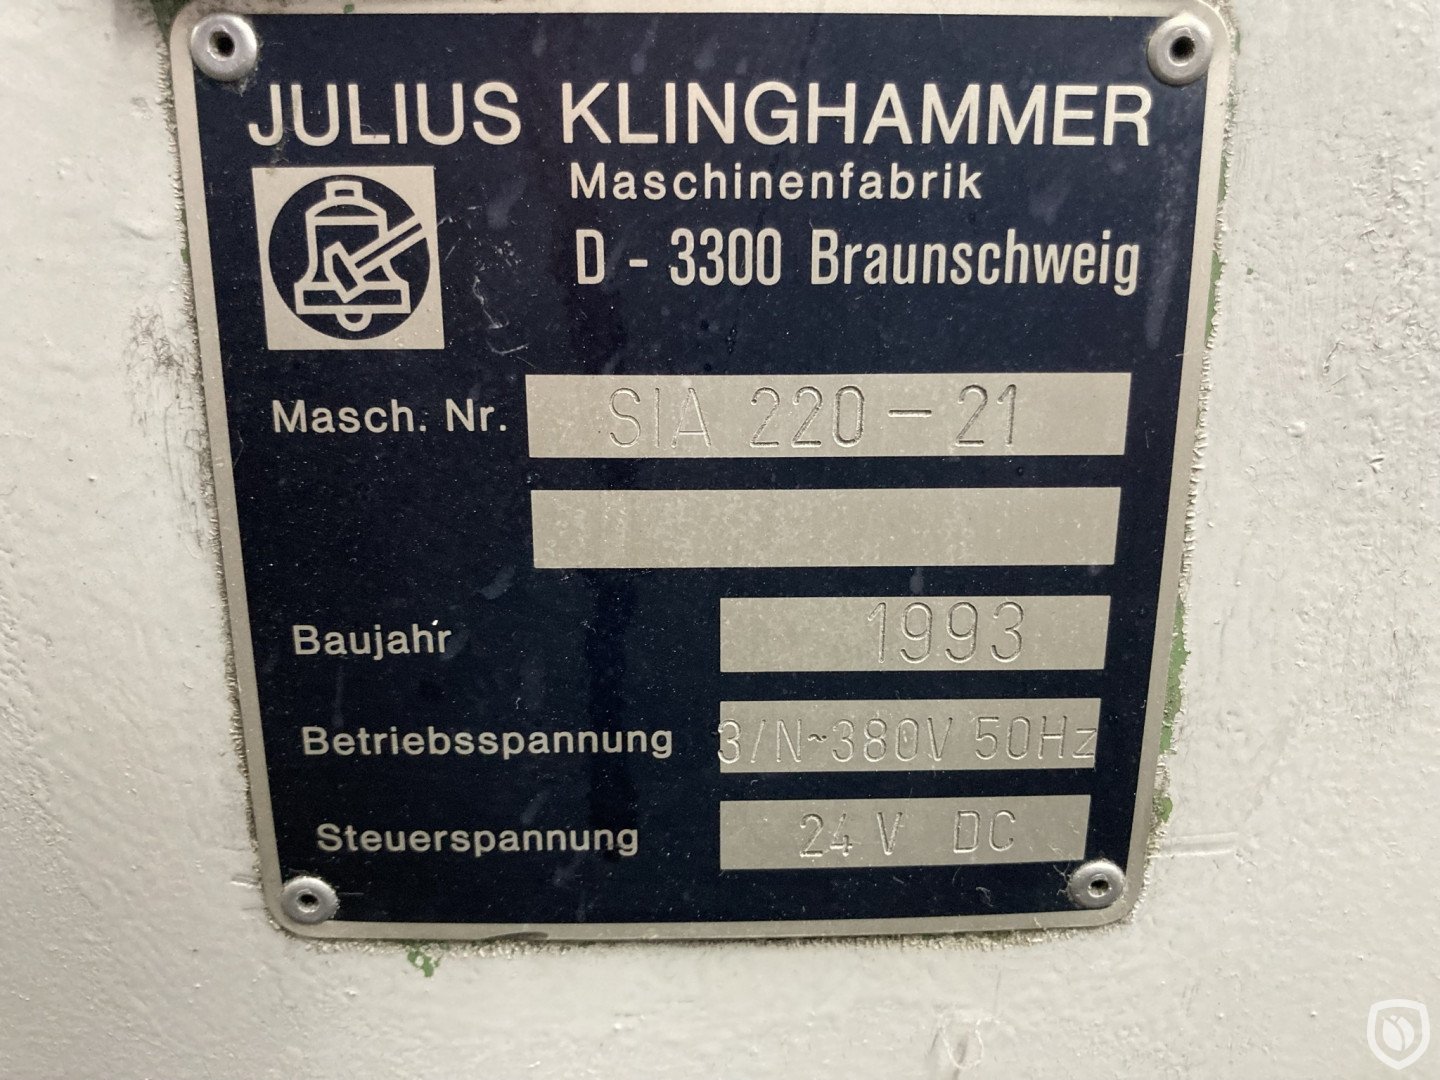 JULIUS KLINGHAMMER
Maschinenfabrik
D - 3300 Braunschweig
Masch. Nr. SIA 220 - 21
Baujahr 1993
Betriebsspannung 3/N~380V 50Hz
Steuerspannung 24 V DC